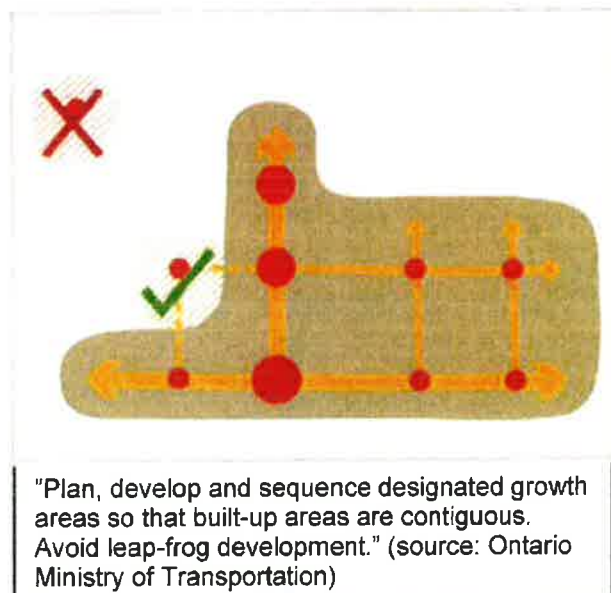 "Plan, develop and sequence designated growth
areas so that built-up areas are contiguous.
Avoid leap-frog development." (source: Ontario
Ministry of Transportation)